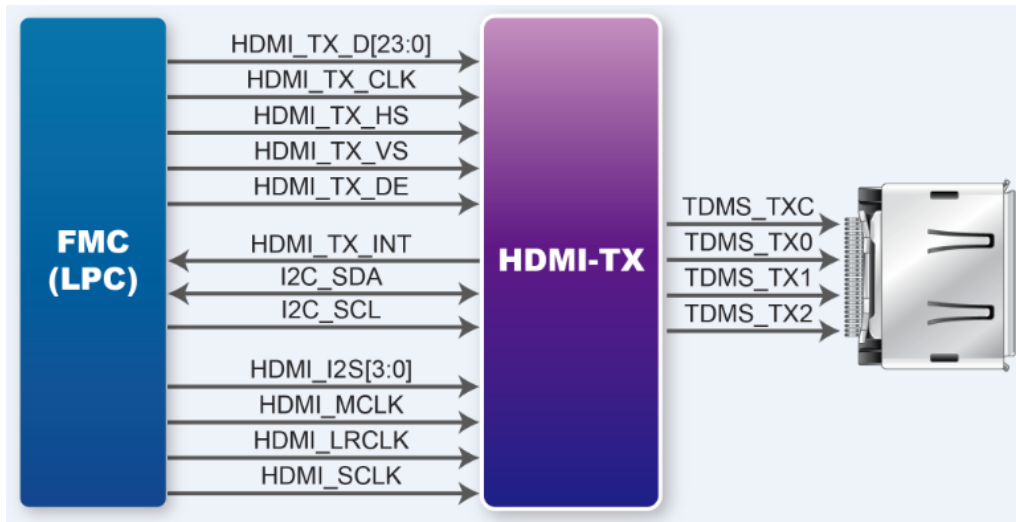 HDMI_TX_D[23:0]
HDMI_TX_CLK
HDMI_TX_HS
HDMI_TX_VS
HDMI_TX_DE
HDMI_TX_INT
I2C_SDA
I2C_SCL
HDMI_I2S[3:0]
HDMI_MCLK
HDMI_LRCLK
HDMI_SCLK
FMC
(LPC)
HDMI-TX
TDMS_TXC
TDMS_TX0
TDMS_TX1
TDMS_TX2